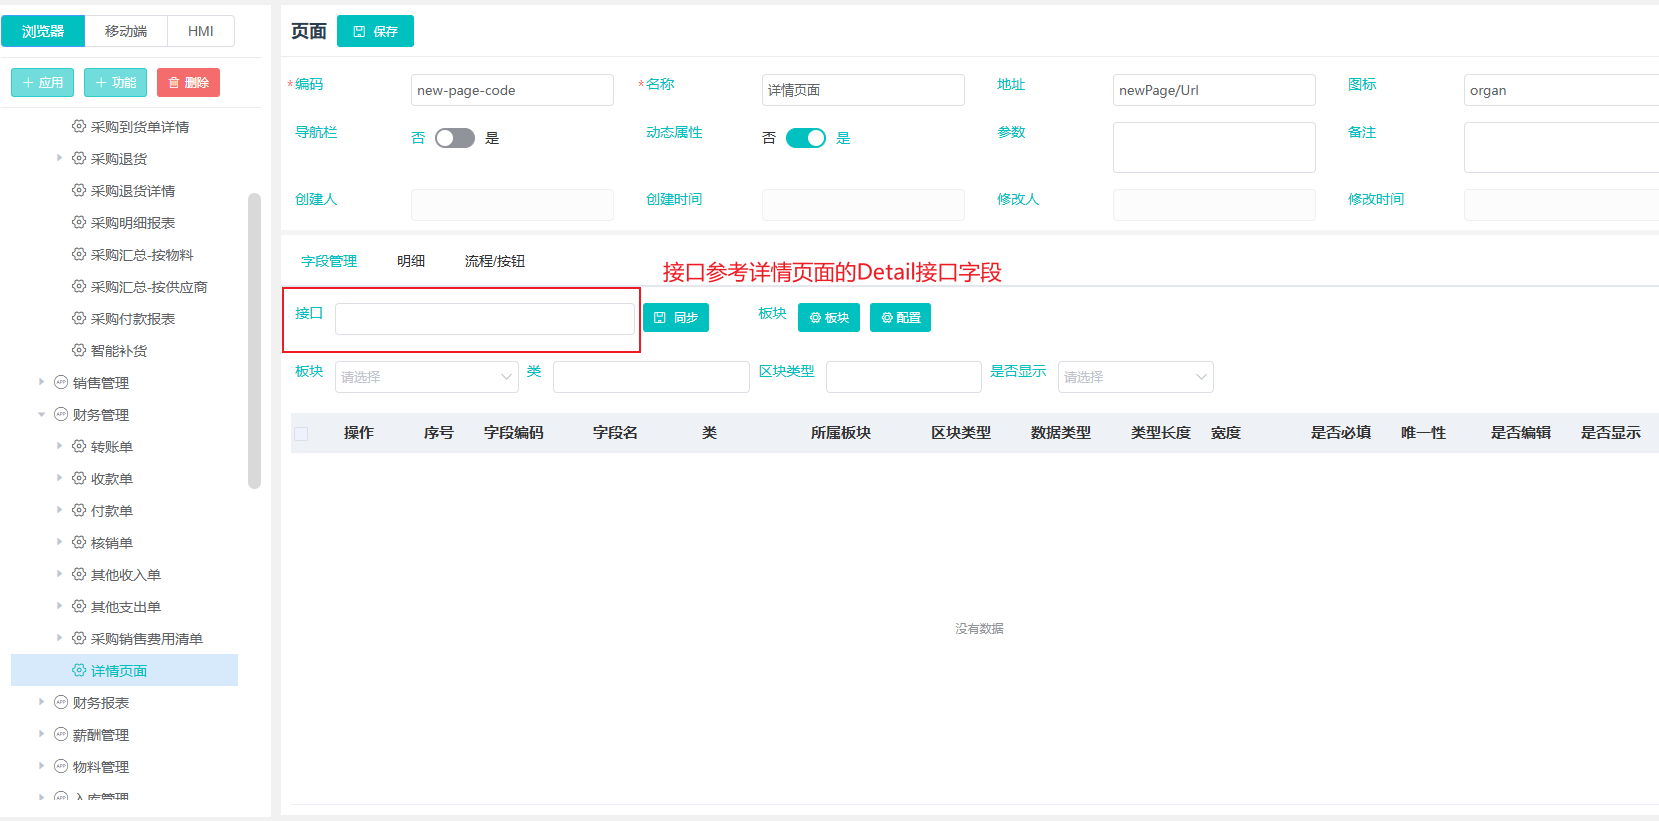 浏览器 移动端 HMI
+ 应用 + 功能 删除
采购到货单详情
采购退货
采购退货详情
采购明细报表
采购汇总-按物料
采购汇总-按供应商
采购付款报表
智能补货
销售管理
财务管理
转账单
收款单
付款单
核销单
其他收入单
其他支出单
采购销售费用清单
详情页面
财务报表
薪酬管理
物料管理
入库管理
页面 保存
*编码 new-page-code *名称 详情页面 地址 newPage/Url 图标 organ
导航栏 否 是 动态属性 否 是 参数 备注
创建人 创建时间 修改人 修改时间
字段管理 明细 流程/按钮
接口参考详情页面的Detail接口字段
接口 同步 板块 板块 配置
板块 请选择 类 区块类型 是否显示 请选择
操作 序号 字段编码 字段名 类 所属板块 区块类型 数据类型 类型长度 宽度 是否必填 唯一性 是否编辑 是否显示
没有数据